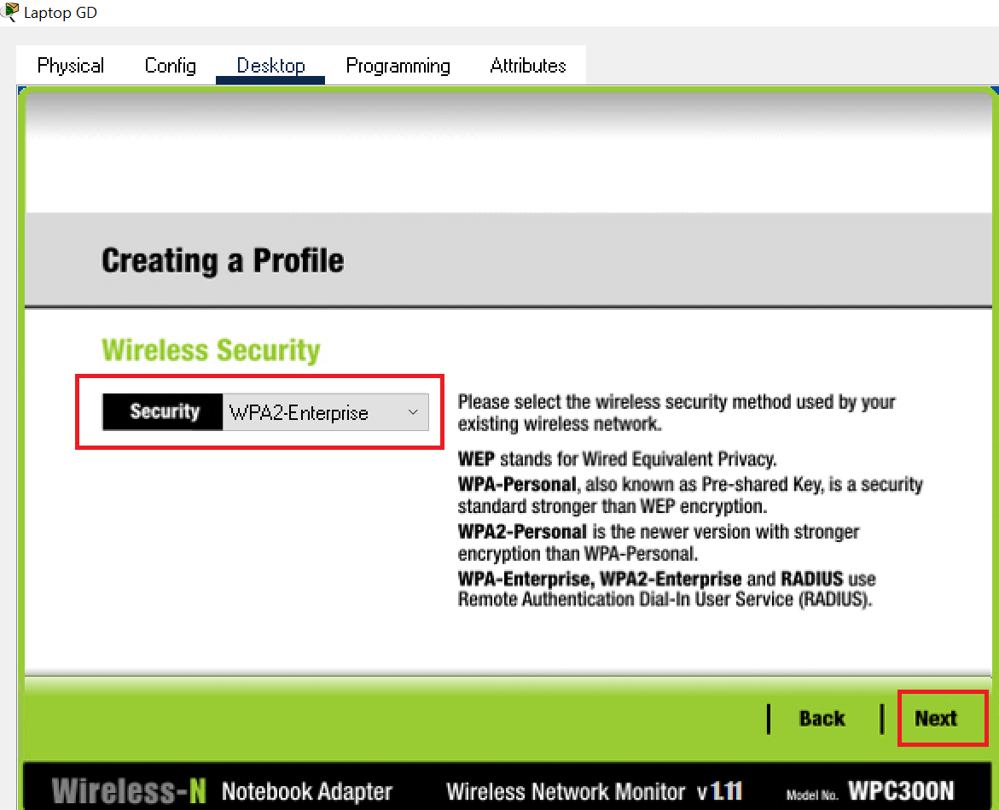 Laptop GD
Physical Config Desktop Programming Attributes
Creating a Profile
Wireless Security
Security WPA2-Enterprise
Please select the wireless security method used by your
existing wireless network.
WEP stands for Wired Equivalent Privacy.
WPA-Personal, also known as Pre-shared Key, is a security
standard stronger than WEP encryption.
WPA2-Personal is the newer version with stronger
encryption than WPA-Personal.
WPA-Enterprise, WPA2-Enterprise and RADIUS use
Remote Authentication Dial-In User Service (RADIUS).
Back Next
Wireless-N Notebook Adapter Wireless Network Monitor v1.11 Model No. WPC300N